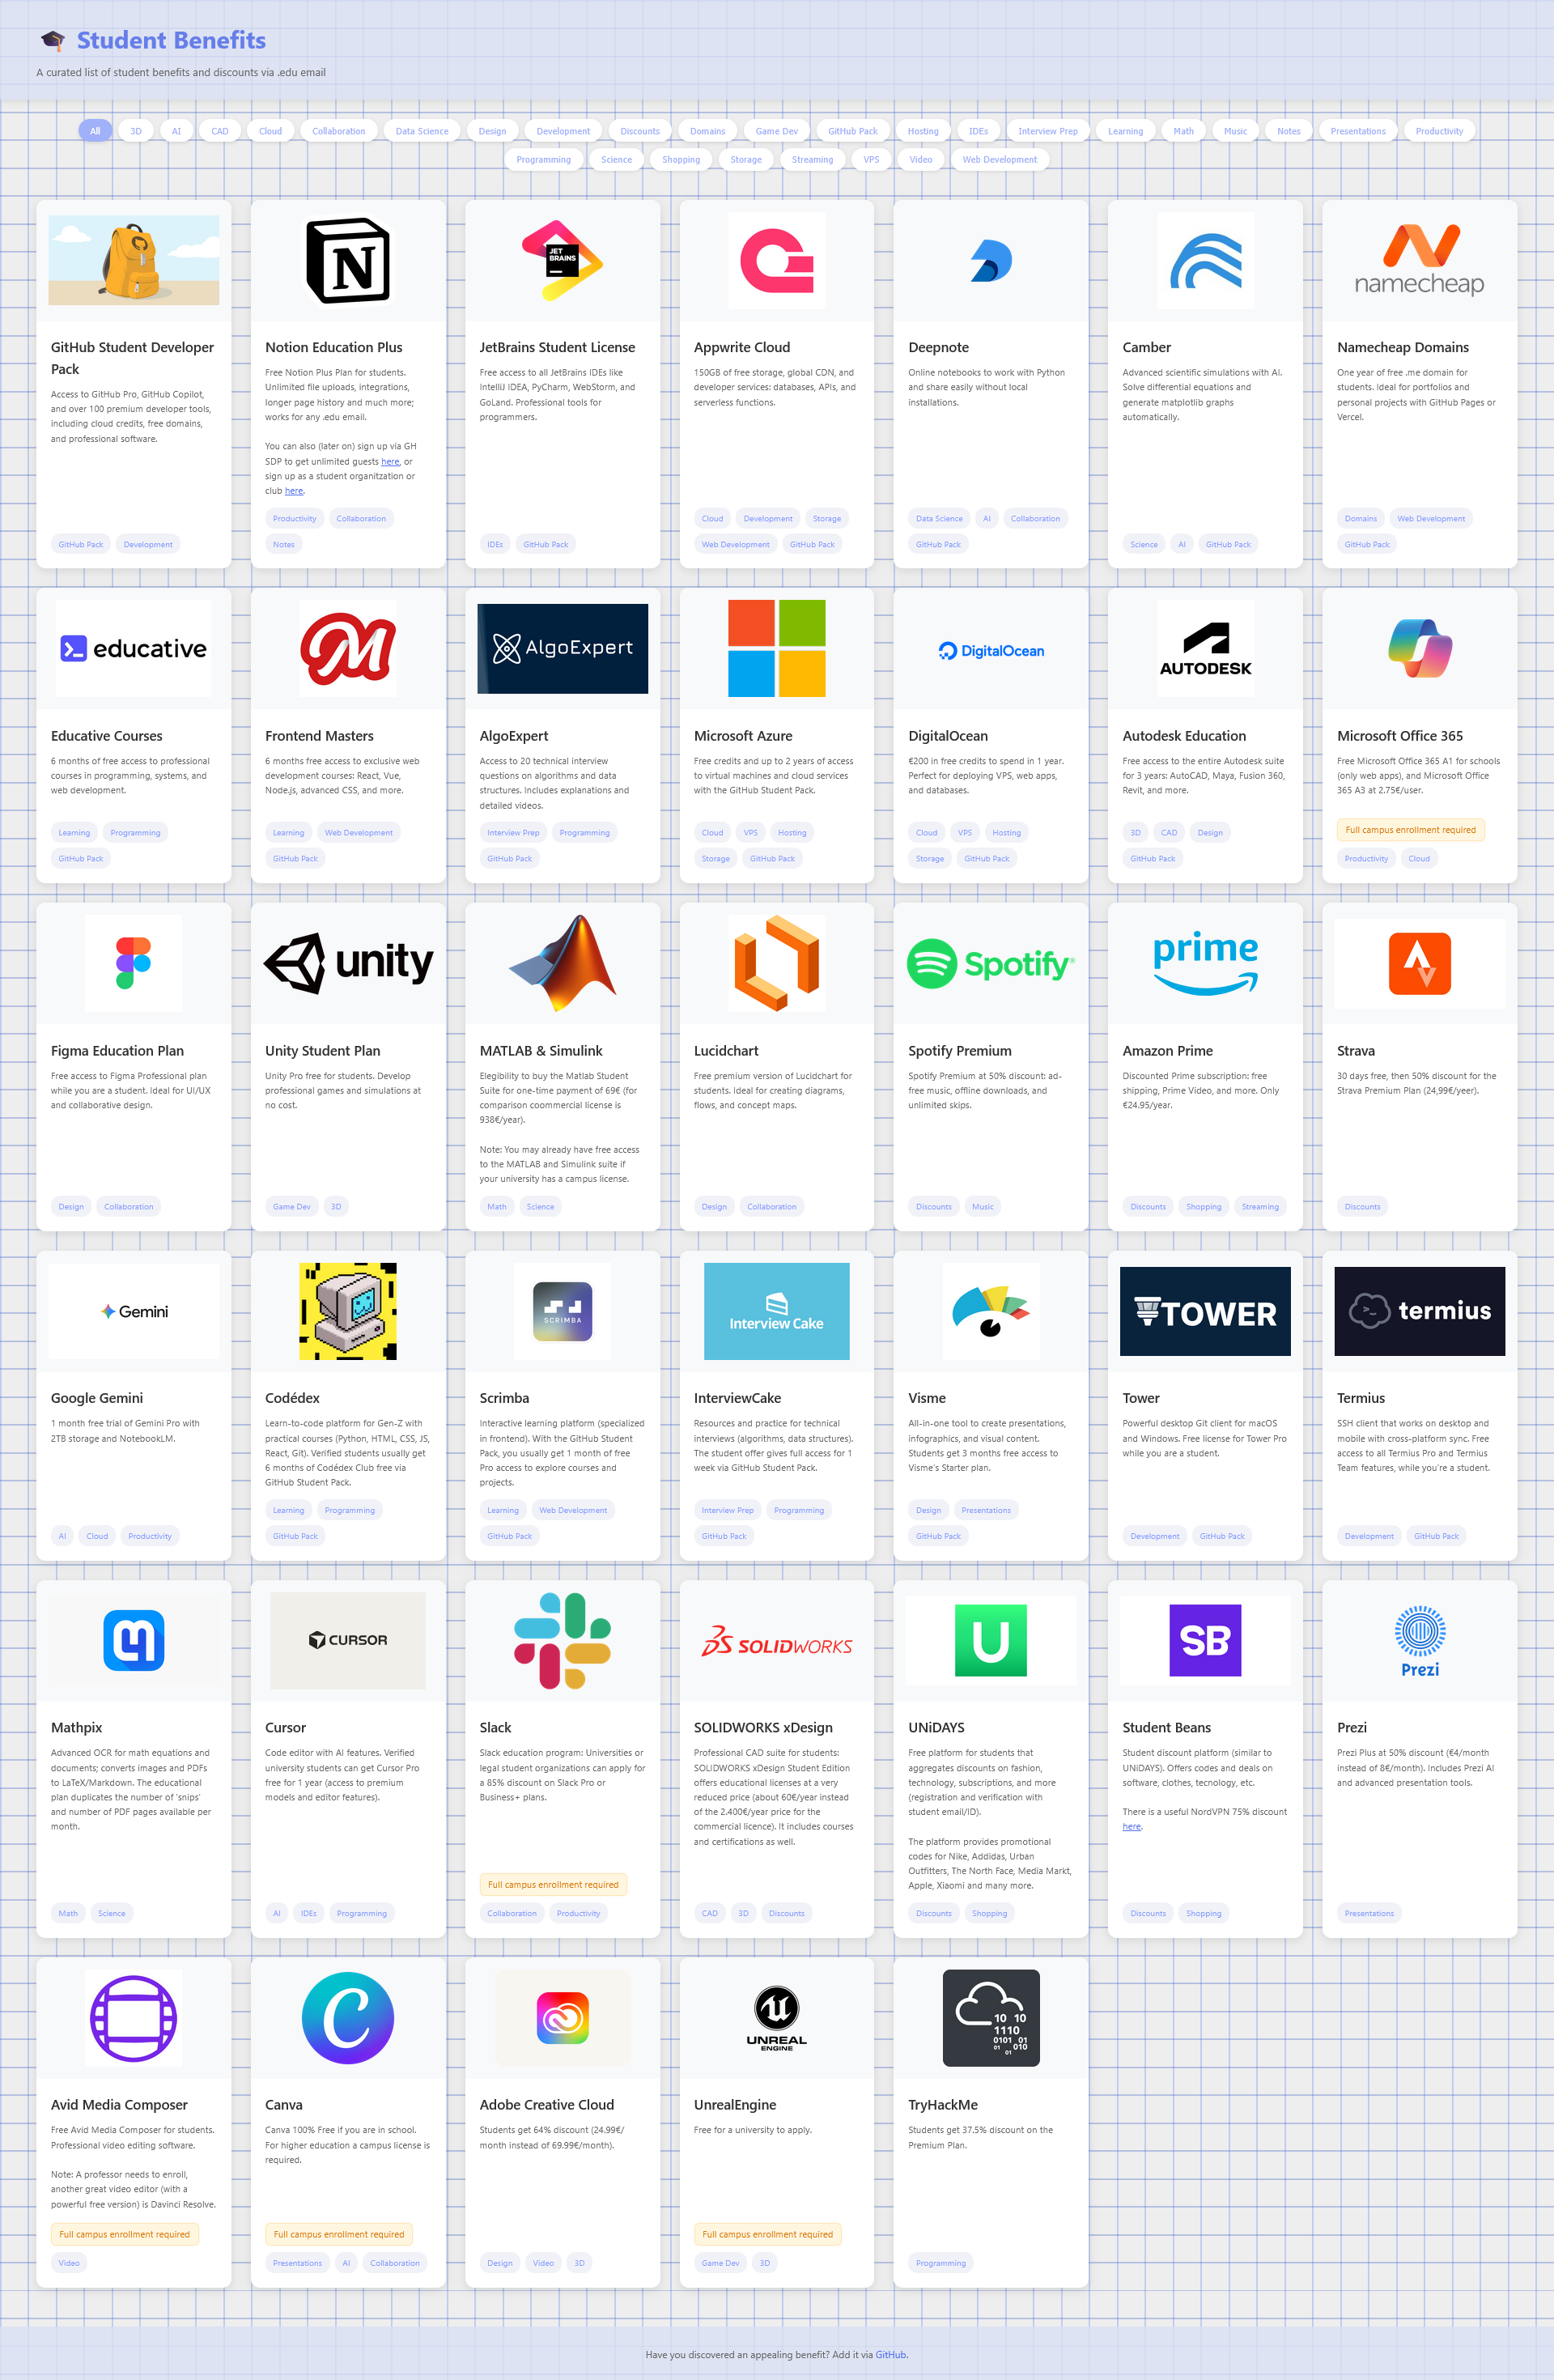 Student Benefits
A curated list of student benefits and discounts via .edu email
All 3D AI CAD Cloud Collaboration Data Science Design Development Discounts Domains Game Dev GitHub Pack Hosting IDEs Interview Prep Learning Math Music Notes Presentations Productivity
Programming Science Shopping Storage Streaming VPS Video Web Development
GitHub Student Developer
Pack
Access to GitHub Pro, GitHub Copilot,
and over 100 premium developer tools,
including cloud credits, free domains,
and professional software.
GitHub Pack Development
N
Notion Education Plus
Free Notion Plus Plan for students.
Unlimited file uploads, integrations,
longer page history and much more;
works for any .edu email.
You can also (later on) sign up via GH
SDP to get unlimited guests here, or
sign up as a student organitzation or
club here.
Productivity Collaboration
Notes
JET
BRAINS
JetBrains Student License
Free access to all JetBrains IDEs like
IntelliJ IDEA, PyCharm, WebStorm, and
GoLand. Professional tools for
programmers.
IDEs GitHub Pack
Appwrite Cloud
150GB of free storage, global CDN, and
developer services: databases, APIs, and
serverless functions.
Cloud Development Storage
Web Development GitHub Pack
Deepnote
Online notebooks to work with Python
and share easily without local
installations.
Data Science AI Collaboration
GitHub Pack
Camber
Advanced scientific simulations with AI.
Solve differential equations and
generate matplotlib graphs
automatically.
Science AI GitHub Pack
namecheap
Namecheap Domains
One year of free .me domain for
students. Ideal for portfolios and
personal projects with GitHub Pages or
Vercel.
Domains Web Development
GitHub Pack
educative
Educative Courses
6 months of free access to professional
courses in programming, systems, and
web development.
Learning Programming
GitHub Pack
M
Frontend Masters
6 months free access to exclusive web
development courses: React, Vue,
Node.js, advanced CSS, and more.
Learning Web Development
GitHub Pack
AlgoExpert
AlgoExpert
Access to 20 technical interview
questions on algorithms and data
structures. Includes explanations and
detailed videos.
Interview Prep Programming
GitHub Pack
Microsoft Azure
Free credits and up to 2 years of access
to virtual machines and cloud services
with the GitHub Student Pack.
Cloud VPS Hosting
Storage GitHub Pack
DigitalOcean
DigitalOcean
€200 in free credits to spend in 1 year.
Perfect for deploying VPS, web apps,
and databases.
Cloud VPS Hosting
Storage GitHub Pack
AUTODESK
Autodesk Education
Free access to the entire Autodesk suite
for 3 years: AutoCAD, Maya, Fusion 360,
Revit, and more.
3D CAD Design
GitHub Pack
Microsoft Office 365
Free Microsoft Office 365 A1 for schools
(only web apps), and Microsoft Office
365 A3 at 2.75€/user.
Full campus enrollment required
Productivity Cloud
Figma Education Plan
Free access to Figma Professional plan
while you are a student. Ideal for UI/UX
and collaborative design.
Design Collaboration
unity
Unity Student Plan
Unity Pro free for students. Develop
professional games and simulations at
no cost.
Game Dev 3D
MATLAB & Simulink
Elegibility to buy the Matlab Student
Suite for one-time payment of 69€ (for
comparison coommercial license is
938€/year).
Note: You may already have free access
to the MATLAB and Simulink suite if
your university has a campus license.
Math Science
Lucidchart
Free premium version of Lucidchart for
students. Ideal for creating diagrams,
flows, and concept maps.
Design Collaboration
Spotify
Spotify Premium
Spotify Premium at 50% discount: ad-
free music, offline downloads, and
unlimited skips.
Discounts Music
prime
Amazon Prime
Discounted Prime subscription: free
shipping, Prime Video, and more. Only
€24.95/year.
Discounts Shopping Streaming
Strava
30 days free, then 50% discount for the
Strava Premium Plan (24,99€/yeer).
Discounts
Gemini
Google Gemini
1 month free trial of Gemini Pro with
2TB storage and NotebookLM.
AI Cloud Productivity
Codédex
Learn-to-code platform for Gen-Z with
practical courses (Python, HTML, CSS, JS,
React, Git). Verified students usually get
6 months of Codédex Club free via
GitHub Student Pack.
Learning Programming
GitHub Pack
SCRIMBA
Scrimba
Interactive learning platform (specialized
in frontend). With the GitHub Student
Pack, you usually get 1 month of free
Pro access to explore courses and
projects.
Learning Web Development
GitHub Pack
Interview Cake
InterviewCake
Resources and practice for technical
interviews (algorithms, data structures).
The student offer gives full access for 1
week via GitHub Student Pack.
Interview Prep Programming
GitHub Pack
Visme
All-in-one tool to create presentations,
infographics, and visual content.
Students get 3 months free access to
Visme's Starter plan.
Design Presentations
GitHub Pack
TOWER
Tower
Powerful desktop Git client for macOS
and Windows. Free license for Tower Pro
while you are a student.
Development GitHub Pack
termius
Termius
SSH client that works on desktop and
mobile with cross-platform sync. Free
access to all Termius Pro and Termius
Team features, while you're a student.
Development GitHub Pack
Mathpix
Advanced OCR for math equations and
documents; converts images and PDFs
to LaTeX/Markdown. The educational
plan duplicates the number of 'snips'
and number of PDF pages available per
month.
Math Science
CURSOR
Cursor
Code editor with AI features. Verified
university students can get Cursor Pro
free for 1 year (access to premium
models and editor features).
AI IDEs Programming
Slack
Slack education program: Universities or
legal student organizations can apply for
a 85% discount on Slack Pro or
Business+ plans.
Full campus enrollment required
Collaboration Productivity
SOLIDWORKS
SOLIDWORKS xDesign
Professional CAD suite for students:
SOLIDWORKS xDesign Student Edition
offers educational licenses at a very
reduced price (about 60€/year instead
of the 2.400€/year price for the
commercial licence). It includes courses
and certifications as well.
CAD 3D Discounts
U
UNiDAYS
Free platform for students that
aggregates discounts on fashion,
technology, subscriptions, and more
(registration and verification with
student email/ID).
The platform provides promotional
codes for Nike, Addidas, Urban
Outfitters, The North Face, Media Markt,
Apple, Xiaomi and many more.
Discounts Shopping
SB
Student Beans
Student discount platform (similar to
UNiDAYS). Offers codes and deals on
software, clothes, tecnology, etc.
There is a useful NordVPN 75% discount
here.
Discounts Shopping
Prezi
Prezi
Prezi Plus at 50% discount (€4/month
instead of 8€/month). Includes Prezi AI
and advanced presentation tools.
Presentations
Avid Media Composer
Free Avid Media Composer for students.
Professional video editing software.
Note: A professor needs to enroll,
another great video editor (with a
powerful free version) is Davinci Resolve.
Full campus enrollment required
Video
C
Canva
Canva 100% Free if you are in school.
For higher education a campus license is
required.
Full campus enrollment required
Presentations AI Collaboration
Adobe Creative Cloud
Students get 64% discount (24.99€/
month instead of 69.99€/month).
Design Video 3D
UNREAL
ENGINE
UnrealEngine
Free for a university to apply.
Full campus enrollment required
Game Dev 3D
10 10
1110
0101 01
01 010
01
TryHackMe
Students get 37.5% discount on the
Premium Plan.
Programming
Have you discovered an appealing benefit? Add it via GitHub.